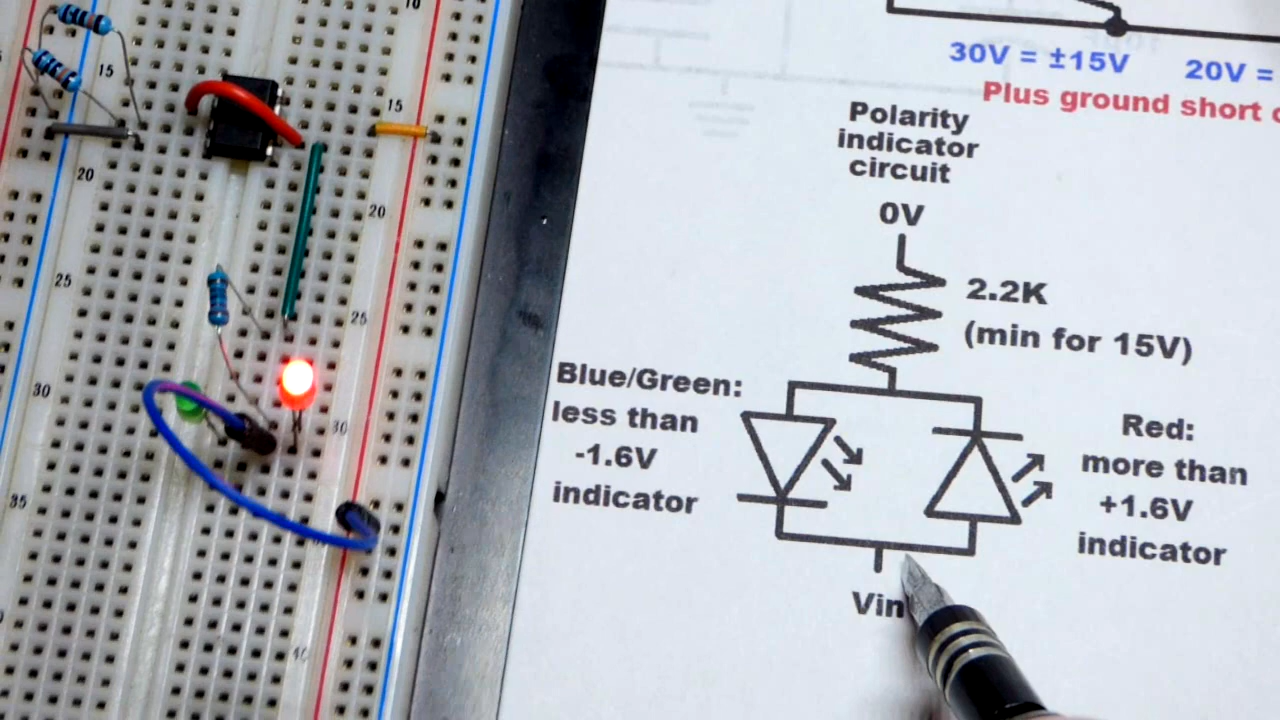 10
15
15
20
20
25
25
30
30
35
30V = ±15V 20V =
Plus ground short
Polarity
indicator
circuit
0V
2.2K
(min for 15V)
Blue/Green:
less than
-1.6V
indicator
Red:
more than
+1.6V
indicator
Vin